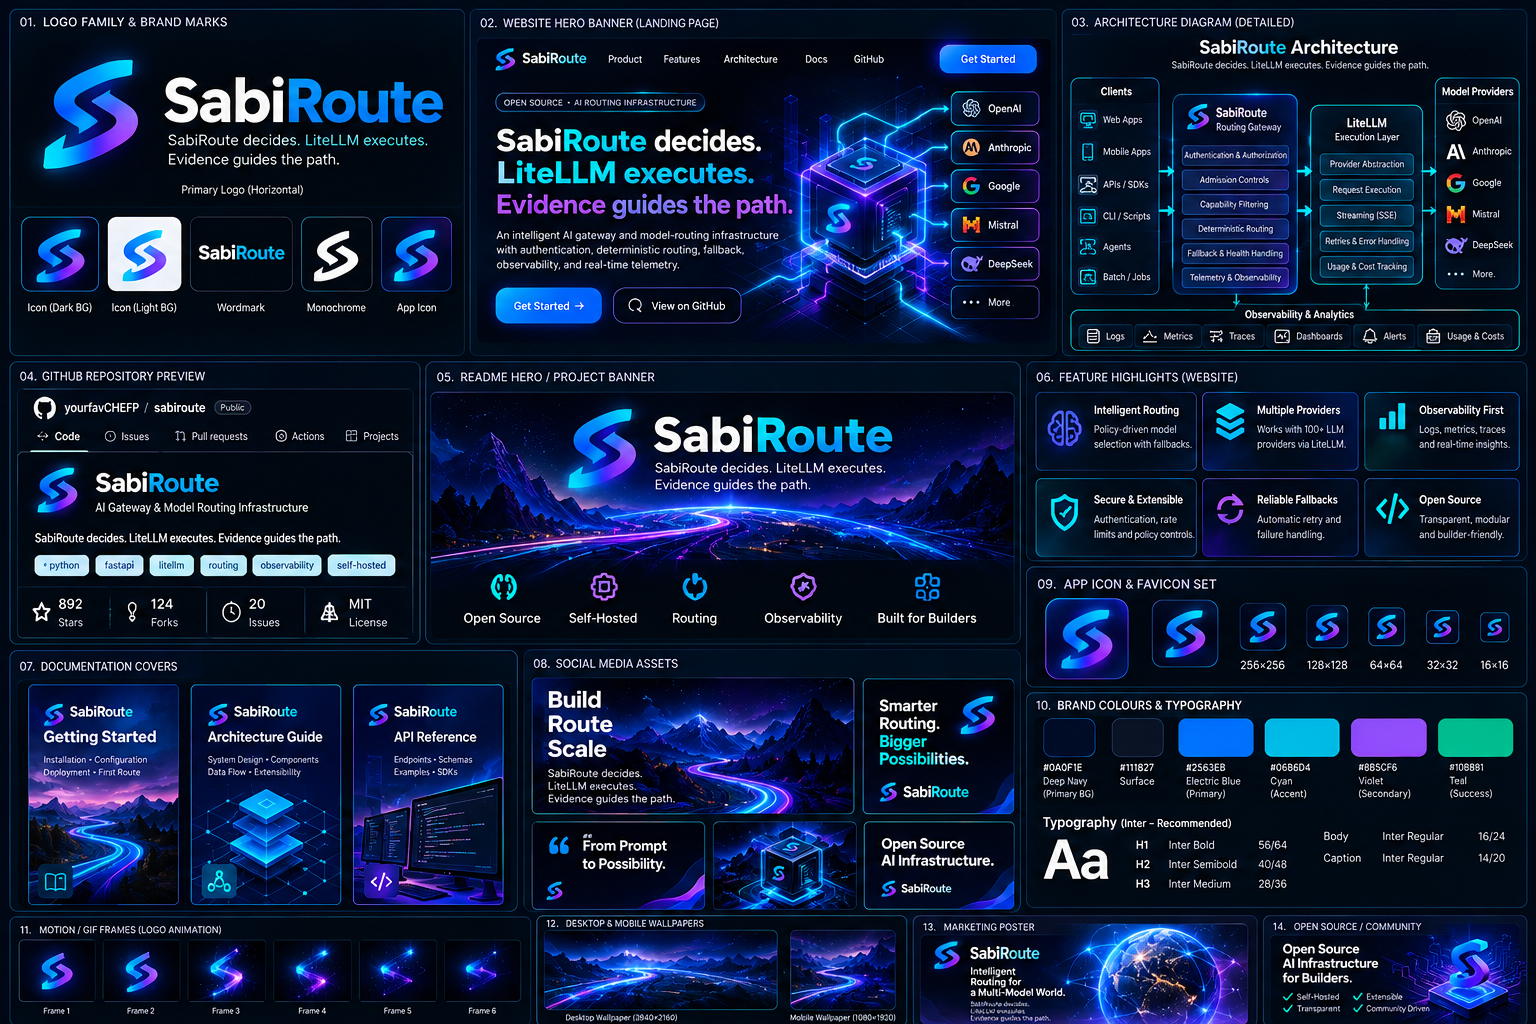 01. LOGO FAMILY & BRAND MARKS
SabiRoute
SabiRoute decides. LiteLLM executes.
Evidence guides the path.
Primary Logo (Horizontal)
SabiRoute
Icon (Dark BG)
Icon (Light BG)
Wordmark
Monochrome
App Icon
02. WEBSITE HERO BANNER (LANDING PAGE)
SabiRoute
Product
Features
Architecture
Docs
GitHub
Get Started
OPEN SOURCE • AI ROUTING INFRASTRUCTURE
SabiRoute decides.
LiteLLM executes.
Evidence guides the path.
An intelligent AI gateway and model-routing infrastructure
with authentication, deterministic routing, fallback,
observability, and real-time telemetry.
Get Started →
View on GitHub
OpenAI
Anthropic
Google
Mistral
DeepSeek
••• More
03. ARCHITECTURE DIAGRAM (DETAILED)
SabiRoute Architecture
SabiRoute decides. LiteLLM executes. Evidence guides the path.
Clients
Web Apps
Mobile Apps
APIs / SDKs
CLI / Scripts
Agents
Batch / Jobs
SabiRoute
Routing Gateway
Authentication & Authorization
Admission Controls
Capability Filtering
Deterministic Routing
Fallback & Health Handling
Telemetry & Observability
LiteLLM
Execution Layer
Provider Abstraction
Request Execution
Streaming (SSE)
Retries & Error Handling
Usage & Cost Tracking
Model Providers
OpenAI
Anthropic
Google
Mistral
DeepSeek
••• More.
Observability & Analytics
Logs
Metrics
Traces
Dashboards
Alerts
Usage & Costs
04. GITHUB REPOSITORY PREVIEW
yourfavCHEFP / sabiroute
Public
Code
Issues
Pull requests
Actions
Projects
SabiRoute
AI Gateway & Model Routing Infrastructure
SabiRoute decides. LiteLLM executes. Evidence guides the path.
• python
fastapi
litellm
routing
observability
self-hosted
892
Stars
124
Forks
20
Issues
MIT
License
05. README HERO / PROJECT BANNER
SabiRoute
SabiRoute decides. LiteLLM executes.
Evidence guides the path.
Open Source
Self-Hosted
Routing
Observability
Built for Builders
06. FEATURE HIGHLIGHTS (WEBSITE)
Intelligent Routing
Policy-driven model
selection with fallbacks.
Multiple Providers
Works with 100+ LLM
providers via LiteLLM.
Observability First
Logs, metrics, traces
and real-time insights.
Secure & Extensible
Authentication, rate
limits and policy controls.
Reliable Fallbacks
Automatic retry and
failure handling.
Open Source
Transparent, modular
and builder-friendly.
09. APP ICON & FAVICON SET
256×256
128×128
64×64
32×32
16×16
07. DOCUMENTATION COVERS
SabiRoute
Getting Started
Installation • Configuration
Deployment • First Route
SabiRoute
Architecture Guide
System Design • Components
Data Flow • Extensibility
SabiRoute
API Reference
Endpoints • Schemas
Examples • SDKs
08. SOCIAL MEDIA ASSETS
Build
Route
Scale
SabiRoute decides.
LiteLLM executes.
Evidence guides the path.
Smarter
Routing.
Bigger
Possibilities.
SabiRoute
From Prompt
to Possibility.
Open Source
AI Infrastructure.
SabiRoute
10. BRAND COLOURS & TYPOGRAPHY
#0A0F1E
Deep Navy
(Primary BG)
#111827
Surface
#2563EB
Electric Blue
(Primary)
#06B6D4
Cyan
(Accent)
#8B5CF6
Violet
(Secondary)
#10B881
Teal
(Success)
Typography (Inter – Recommended)
Aa
H1 Inter Bold 56/64
H2 Inter Semibold 40/48
H3 Inter Medium 28/36
Body Inter Regular 16/24
Caption Inter Regular 14/20
11. MOTION / GIF FRAMES (LOGO ANIMATION)
Frame 1
Frame 2
Frame 3
Frame 4
Frame 5
Frame 6
12. DESKTOP & MOBILE WALLPAPERS
Desktop Wallpaper (3840×2160)
Mobile Wallpaper (1080×1920)
13. MARKETING POSTER
SabiRoute
Intelligent
Routing for
a Multi-Model World.
SabiRoute decides.
LiteLLM executes.
Evidence guides the path.
14. OPEN SOURCE / COMMUNITY
Open Source
AI Infrastructure
for Builders.
Self-Hosted
Extensible
Transparent
Community Driven